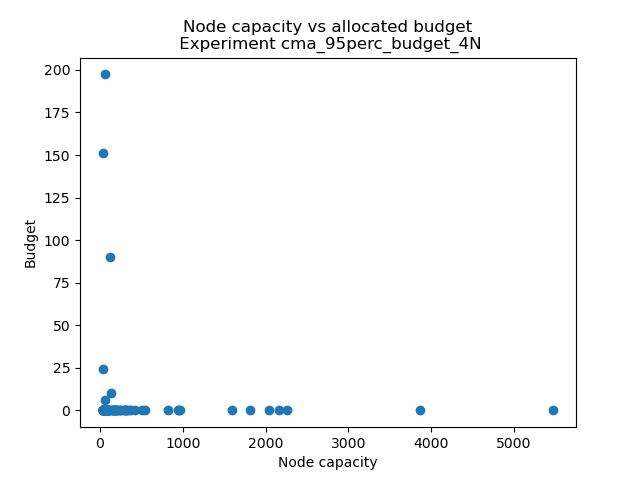 Node capacity vs allocated budget
Experiment cma_95perc_budget_4N
200
175
150
125
100
75
50
25
0
Budget
0 1000 2000 3000 4000 5000
Node capacity